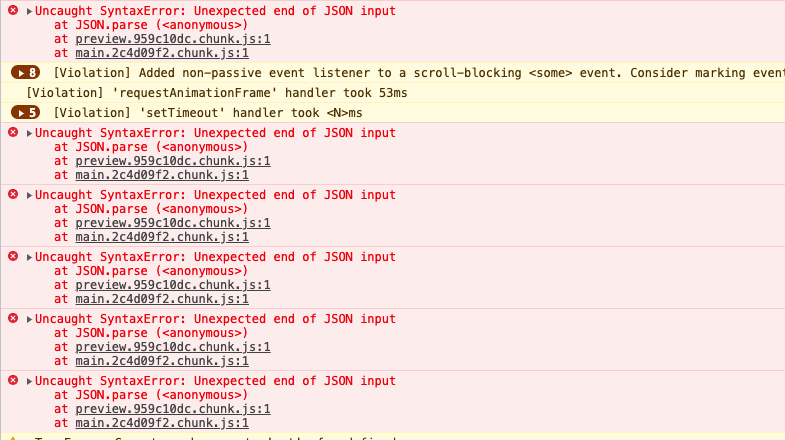 Uncaught SyntaxError: Unexpected end of JSON input
at JSON.parse (<anonymous>)
at preview.959c10dc.chunk.js:1
at main.2c4d09f2.chunk.js:1
8 [Violation] Added non-passive event listener to a scroll-blocking <some> event. Consider marking event
[Violation] 'requestAnimationFrame' handler took 53ms
5 [Violation] 'setTimeout' handler took <N>ms
Uncaught SyntaxError: Unexpected end of JSON input
at JSON.parse (<anonymous>)
at preview.959c10dc.chunk.js:1
at main.2c4d09f2.chunk.js:1
Uncaught SyntaxError: Unexpected end of JSON input
at JSON.parse (<anonymous>)
at preview.959c10dc.chunk.js:1
at main.2c4d09f2.chunk.js:1
Uncaught SyntaxError: Unexpected end of JSON input
at JSON.parse (<anonymous>)
at preview.959c10dc.chunk.js:1
at main.2c4d09f2.chunk.js:1
Uncaught SyntaxError: Unexpected end of JSON input
at JSON.parse (<anonymous>)
at preview.959c10dc.chunk.js:1
at main.2c4d09f2.chunk.js:1
Uncaught SyntaxError: Unexpected end of JSON input
at JSON.parse (<anonymous>)
at preview.959c10dc.chunk.js:1
at main.2c4d09f2.chunk.js:1